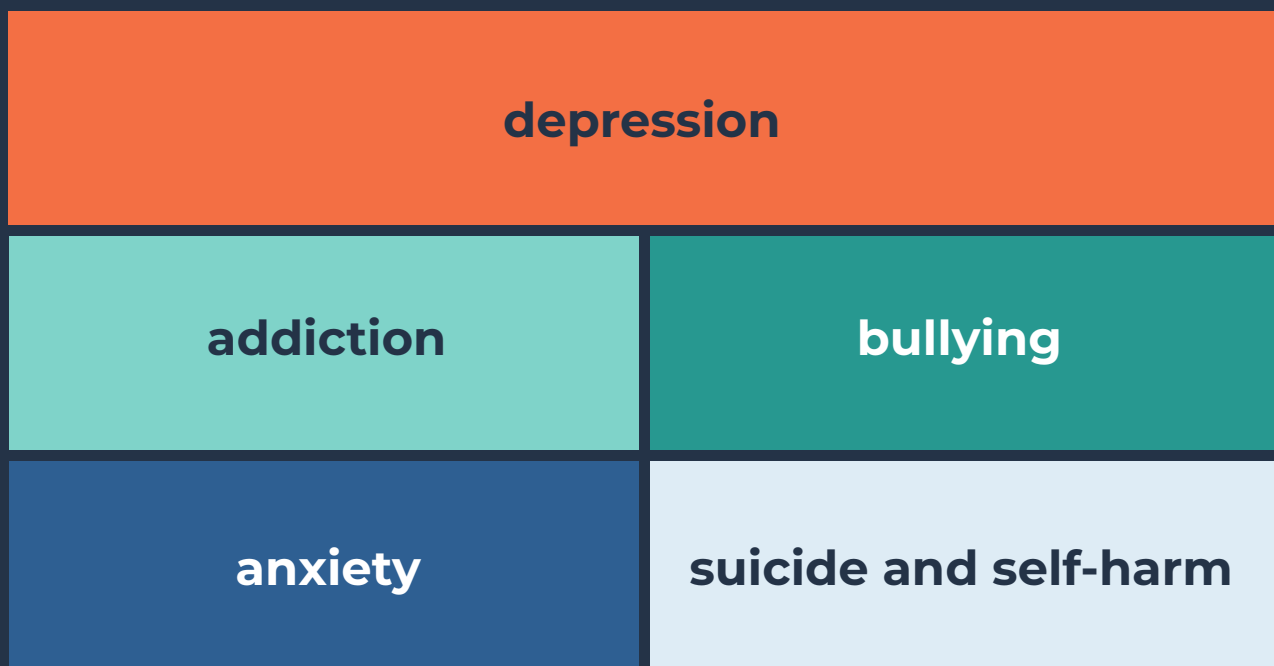 depression
addiction
bullying
anxiety
suicide and self-harm